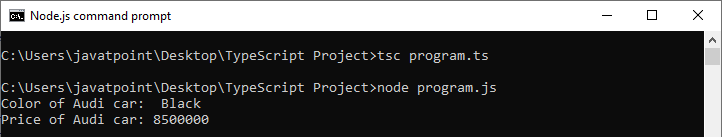 Node.js command prompt
C:\Users\javatpoint\Desktop\TypeScript Project>tsc program.ts
C:\Users\javatpoint\Desktop\TypeScript Project>node program.js
Color of Audi car:  Black
Price of Audi car: 8500000